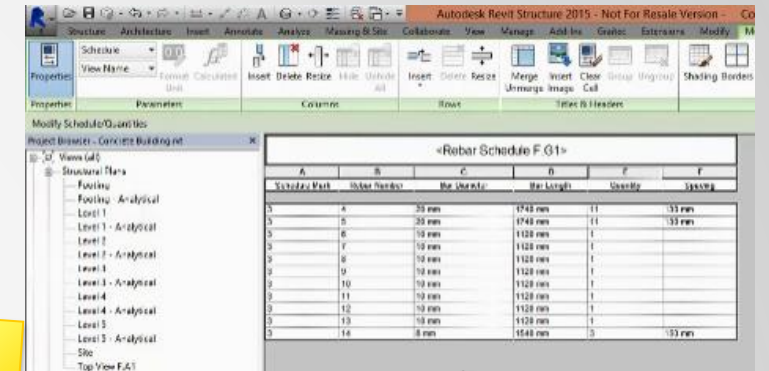 Autodesk Revit Structure 2015 - Not For Resale Version - Co
Structure Architecture Insert Annotate Analyze Massing & Site Collaborate View Manage Add-Ins Graitec Extensions Modify M
Schedule
View Name
Properties Format Unit Calculated Insert Delete Resize Hide Unhide All Insert Delete Resize Merge Unmerge Insert Image Clear Cell Group Ungroup Shading Borders
Properties Parameters Columns Rows Titles & Headers
Modify Schedule/Quantities
Project Browser - Concrete Building.rvt
Views (all)
Structural Plans
Footing
Footing - Analytical
Level 1
Level 1 - Analytical
Level 2
Level 2 - Analytical
Level 3
Level 3 - Analytical
Level 4
Level 4 - Analytical
Level 5
Level 5 - Analytical
Site
Top View F.A1
<Rebar Schedule F.G1>
A B C D E F
Schedule Mark Rebar Number Bar Diameter Bar Length Quantity Spacing
3 4 20 mm 1740 mm 11
3 5 20 mm 1740 mm 11
3 6 10 mm 1120 mm 1
3 7 10 mm 1120 mm 1
3 8 10 mm 1120 mm 1
3 9 10 mm 1120 mm 1
3 10 10 mm 1120 mm 1
3 11 10 mm 1120 mm 1
3 12 10 mm 1120 mm 1
3 13 10 mm 1120 mm 1
3 14 8 mm 1540 mm 3